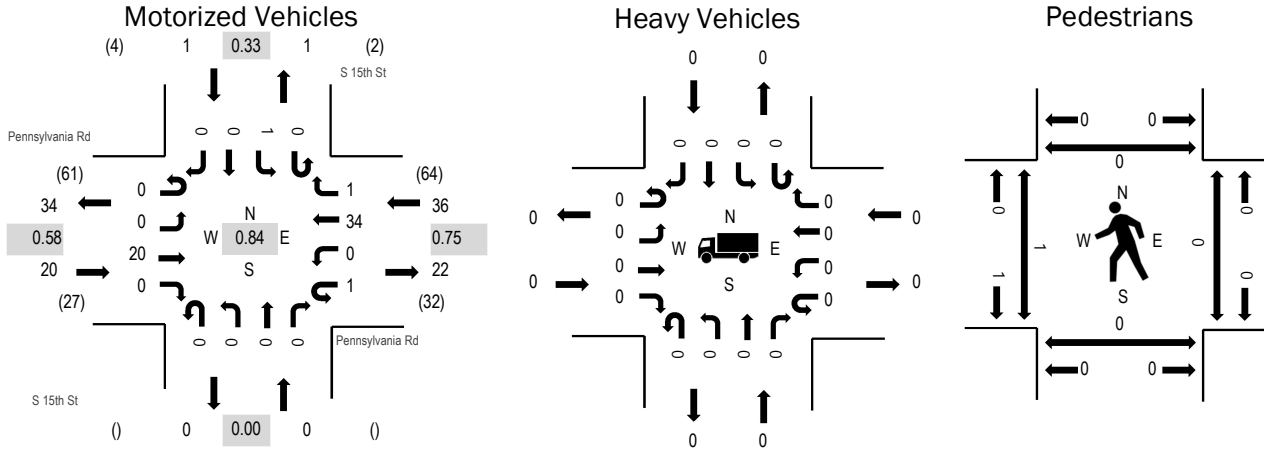 Motorized Vehicles
(4) 1 0.33 1 (2)
S 15th St
0 0 1 0
Pennsylvania Rd
(61) 0 1 (64)
34 0 N 34 36
0.58 W 0.84 E 0.75
20 20 S 0 22
(27) 0 1 (32)
0 0 0 0
Pennsylvania Rd
S 15th St
() 0 0.00 0 ()
Heavy Vehicles
0 0
0 0 0 0
0 0
0 0 N 0 0
W E
0 0 S 0 0
0 0
0 0 0 0
0 0
Pedestrians
0 0
0
0 N 0
W E
1 1 S 0 0
0
0 0